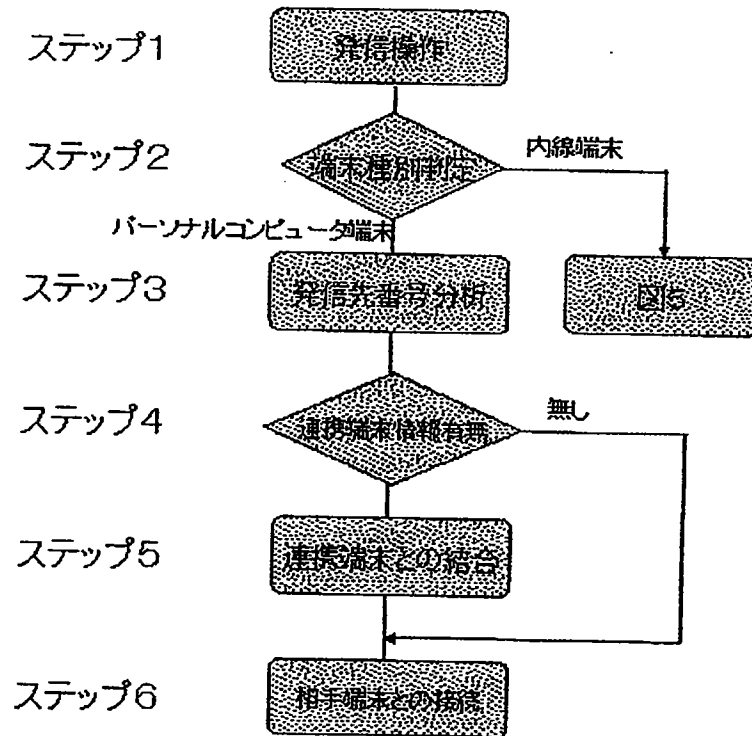 ステップ1
発信操作
ステップ2
端末種別判定
内線端末
パーソナルコンピュータ端末
ステップ3
発信先番号分析
図5
ステップ4
連携端末情報有無
無し
ステップ5
連携端末との結合
ステップ6
相手端末との接続